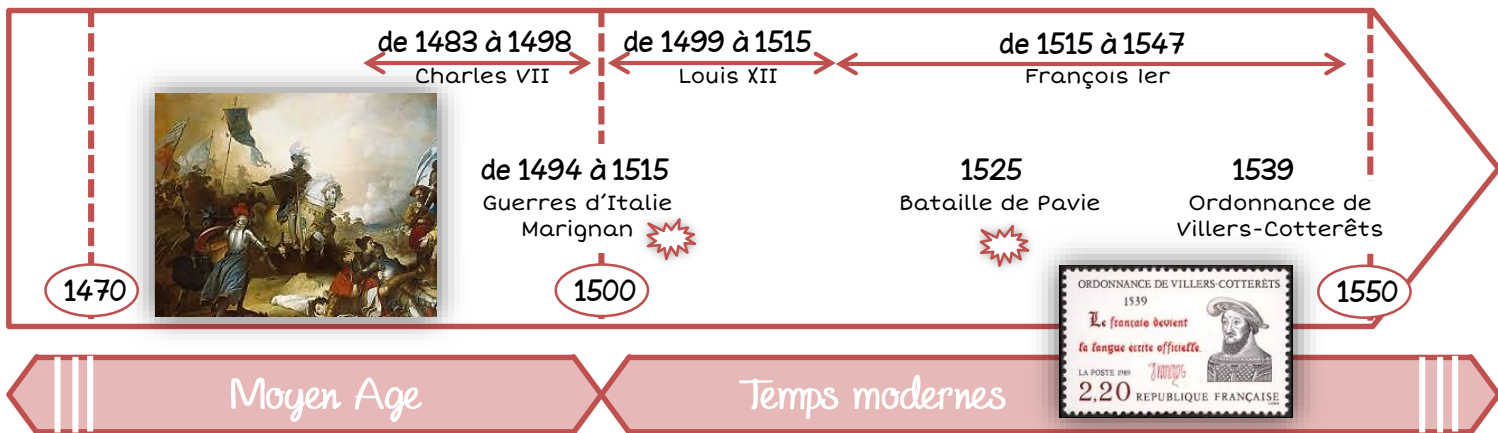 de 1483 à 1498
Charles VII
de 1499 à 1515
Louis XII
de 1515 à 1547
François 1er
de 1494 à 1515
Guerres d'Italie
Marignan
1525
Bataille de Pavie
1539
Ordonnance de
Villers-Cotterêts
1470
1500
1550
ORDONNANCE DE VILLERS-COTTERÊTS
1539
Le français devient
la langue écrite officielle.
LA POSTE 1989
François
2,20 REPUBLIQUE FRANÇAISE
Moyen Age
Temps modernes